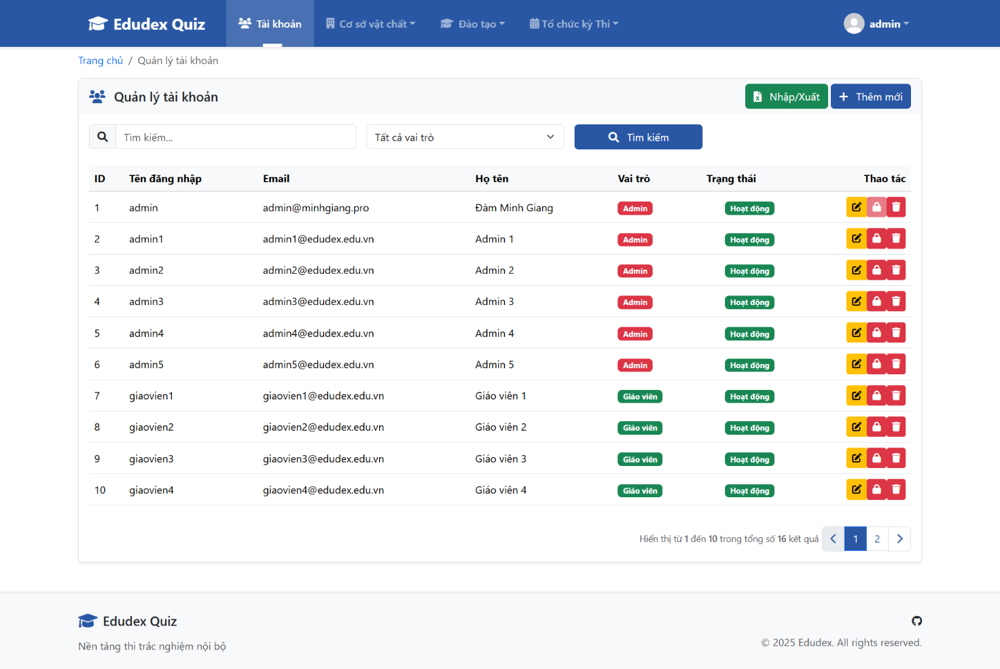 Edudex Quiz Tài khoản Cơ sở vật chất Đào tạo Tổ chức kỳ Thi admin
Trang chủ / Quản lý tài khoản
Quản lý tài khoản Nhập/Xuất Thêm mới
Tìm kiếm... Tất cả vai trò Tìm kiếm
ID Tên đăng nhập Email Họ tên Vai trò Trạng thái Thao tác
1 admin admin@minhgiang.pro Đàm Minh Giang Admin Hoạt động
2 admin1 admin1@edudex.edu.vn Admin 1 Admin Hoạt động
3 admin2 admin2@edudex.edu.vn Admin 2 Admin Hoạt động
4 admin3 admin3@edudex.edu.vn Admin 3 Admin Hoạt động
5 admin4 admin4@edudex.edu.vn Admin 4 Admin Hoạt động
6 admin5 admin5@edudex.edu.vn Admin 5 Admin Hoạt động
7 giaovien1 giaovien1@edudex.edu.vn Giáo viên 1 Giáo viên Hoạt động
8 giaovien2 giaovien2@edudex.edu.vn Giáo viên 2 Giáo viên Hoạt động
9 giaovien3 giaovien3@edudex.edu.vn Giáo viên 3 Giáo viên Hoạt động
10 giaovien4 giaovien4@edudex.edu.vn Giáo viên 4 Giáo viên Hoạt động
Hiển thị từ 1 đến 10 trong tổng số 16 kết quả 1 2
Edudex Quiz
Nền tảng thi trắc nghiệm nội bộ
© 2025 Edudex. All rights reserved.